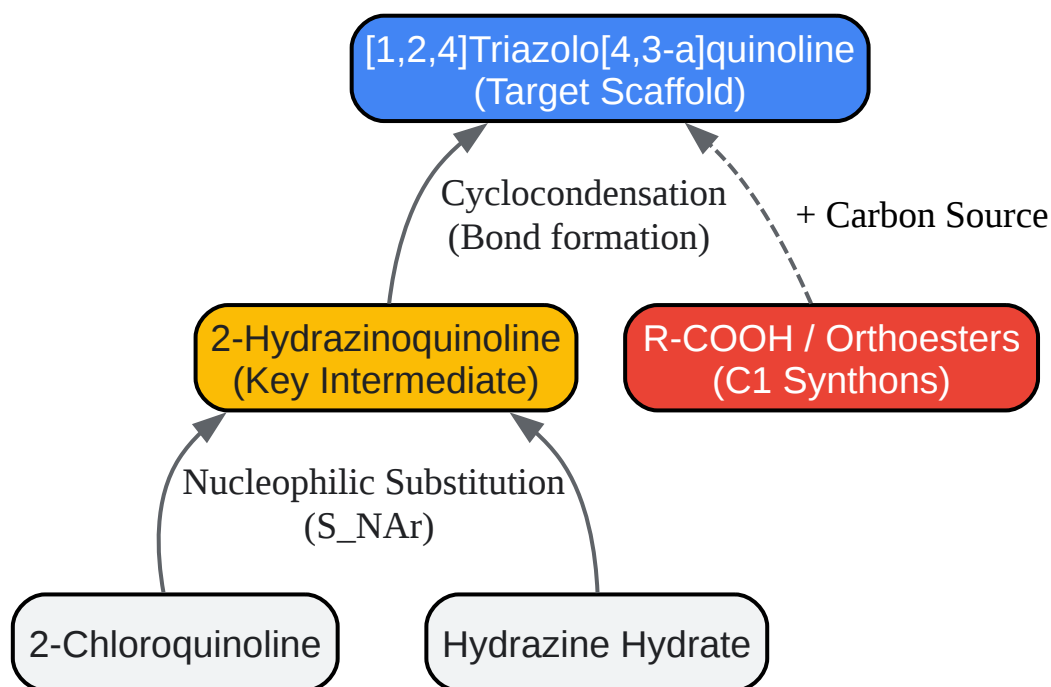 [1,2,4]Triazolo[4,3-a]quinoline
(Target Scaffold)
Cyclocondensation
(Bond formation)
+ Carbon Source
2-Hydrazinoquinoline
(Key Intermediate)
R-COOH / Orthoesters
(C1 Synthons)
Nucleophilic Substitution
(S_NAr)
2-Chloroquinoline
Hydrazine Hydrate